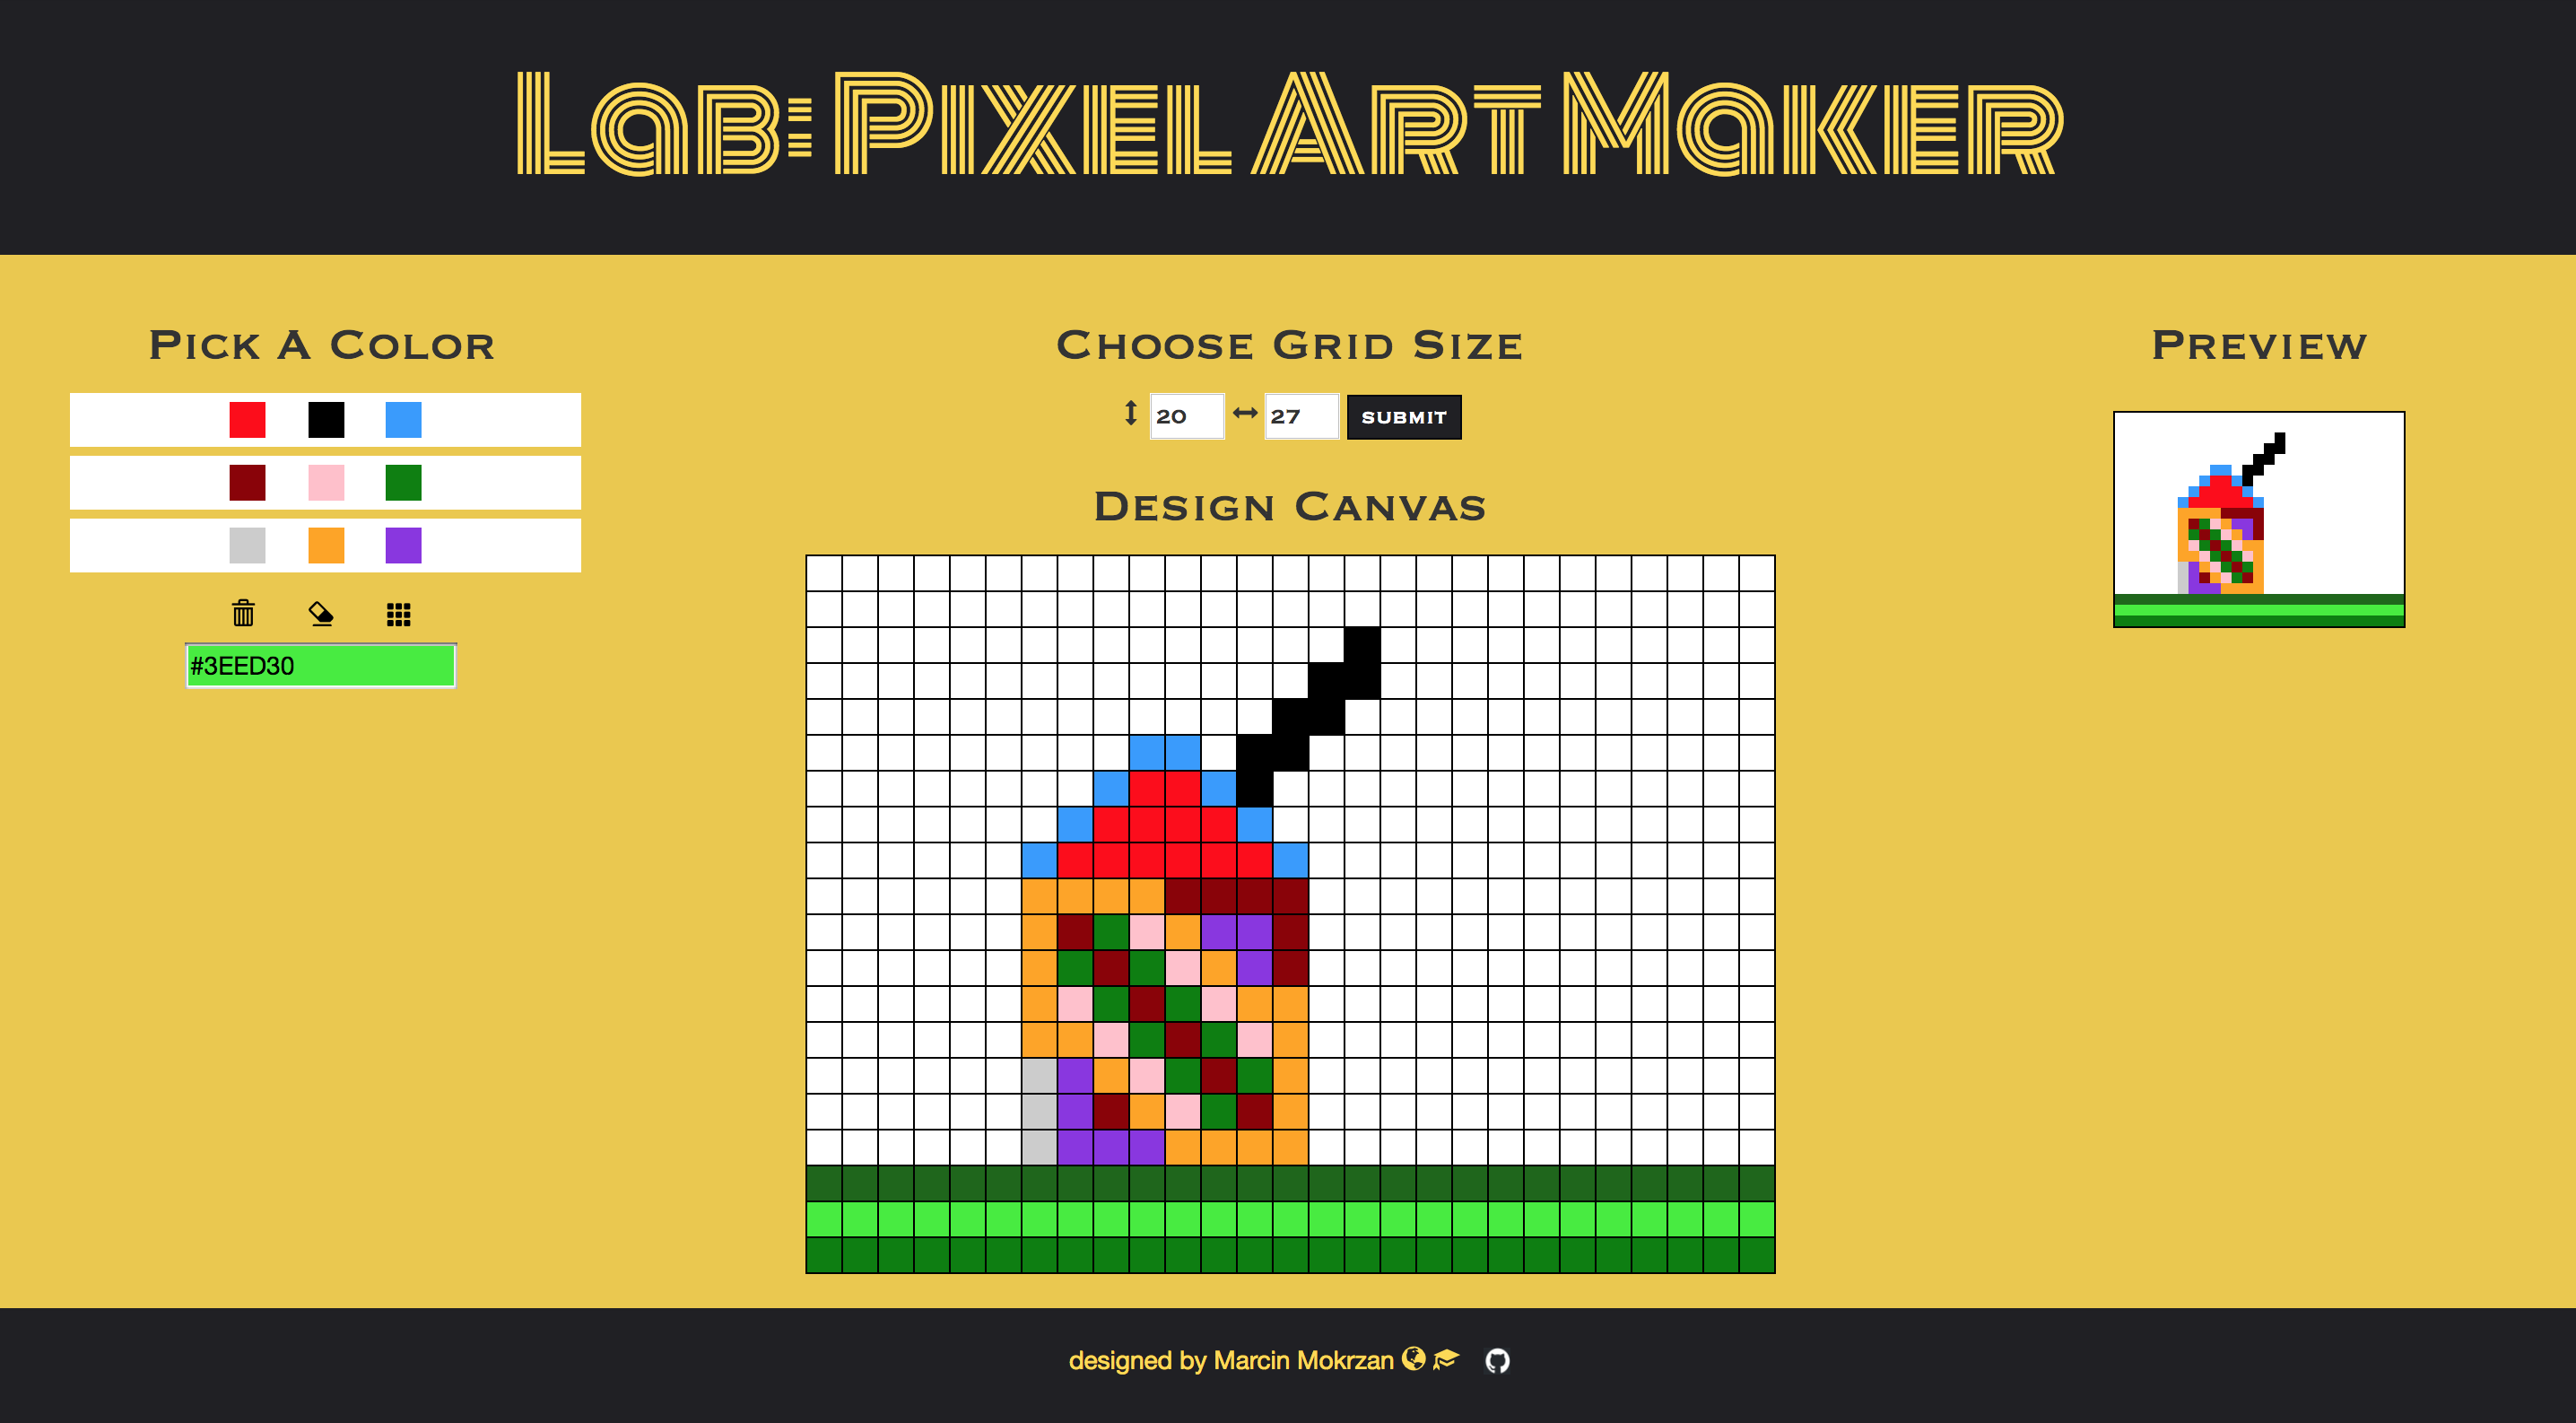 Lab: Pixel Art Maker
Pick A Color
#3EED30
Choose Grid Size
20 27 SUBMIT
Design Canvas
Preview
designed by Marcin Mokrzan